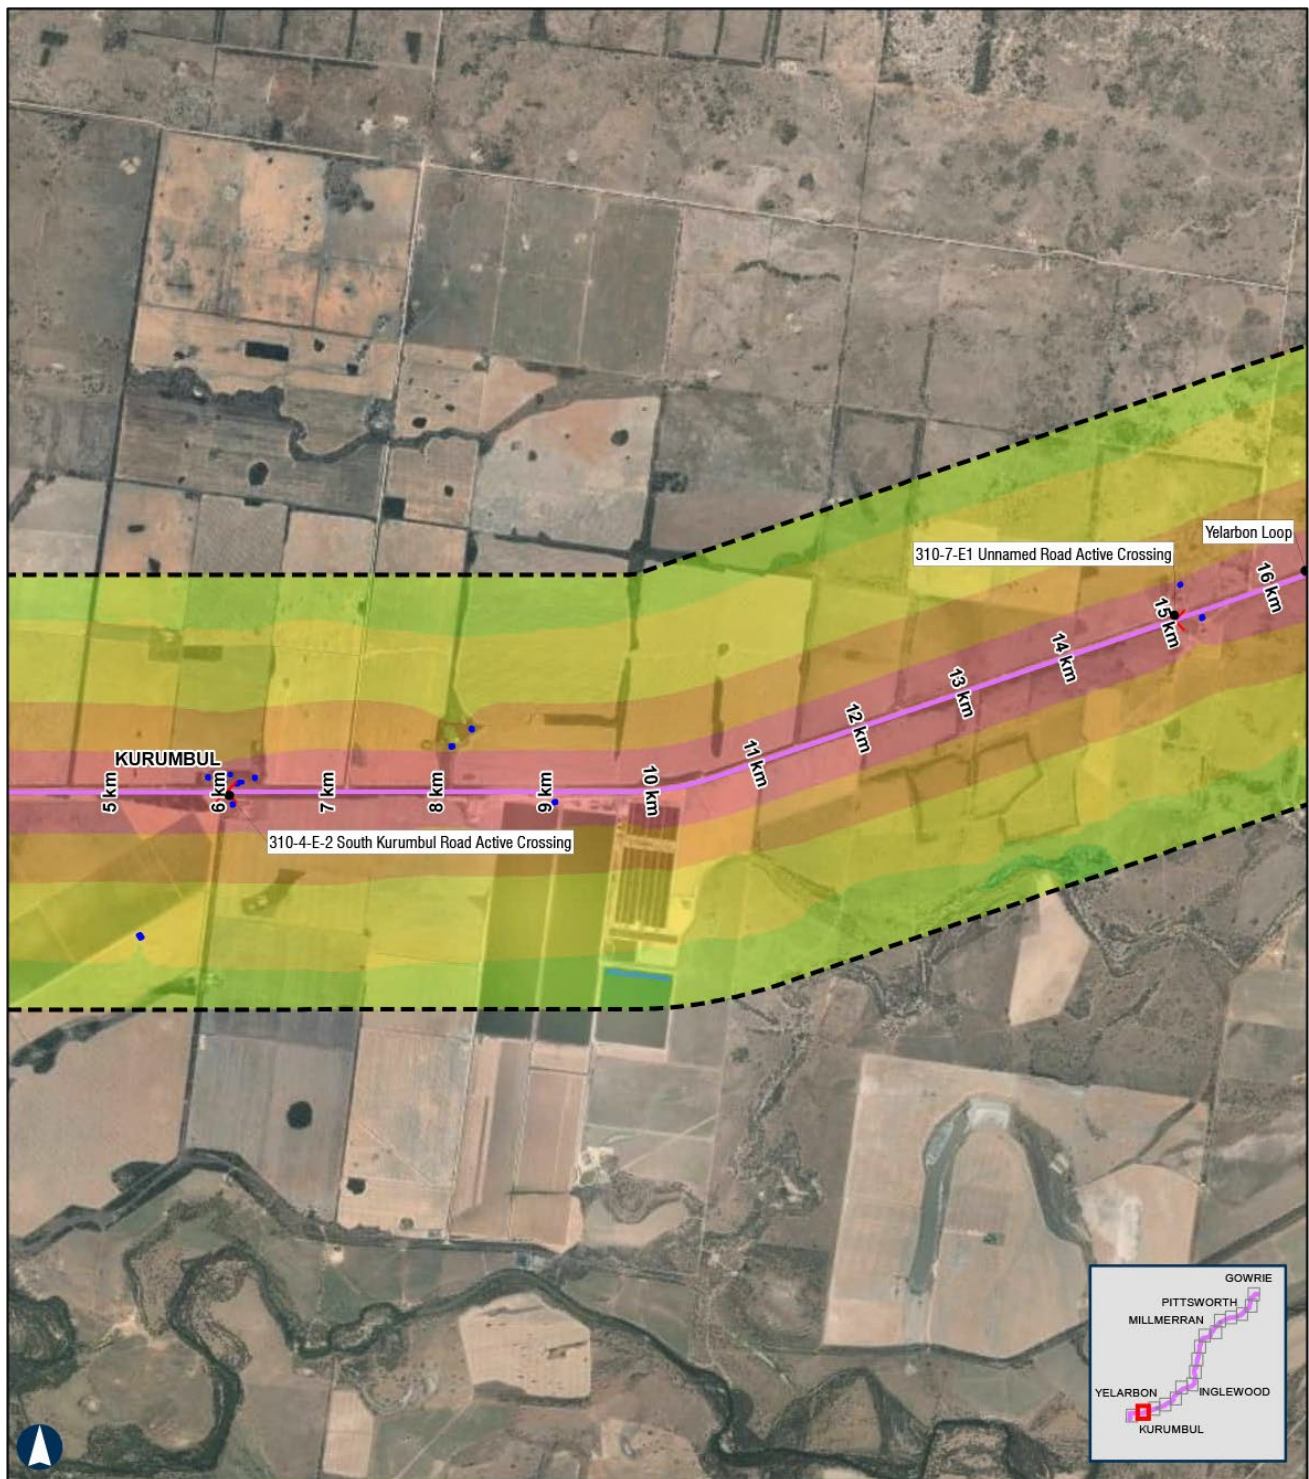 Yelarbon Loop
310-7-E1 Unnamed Road Active Crossing
16 km
15 km
14 km
13 km
12 km
11 km
KURUMBUL
5 km
6 km
7 km
8 km
9 km
10 km
310-4-E-2 South Kurumbul Road Active Crossing
GOWRIE
PITTSWORTH
MILLMERRAN
YELARBON
INGLEWOOD
KURUMBUL